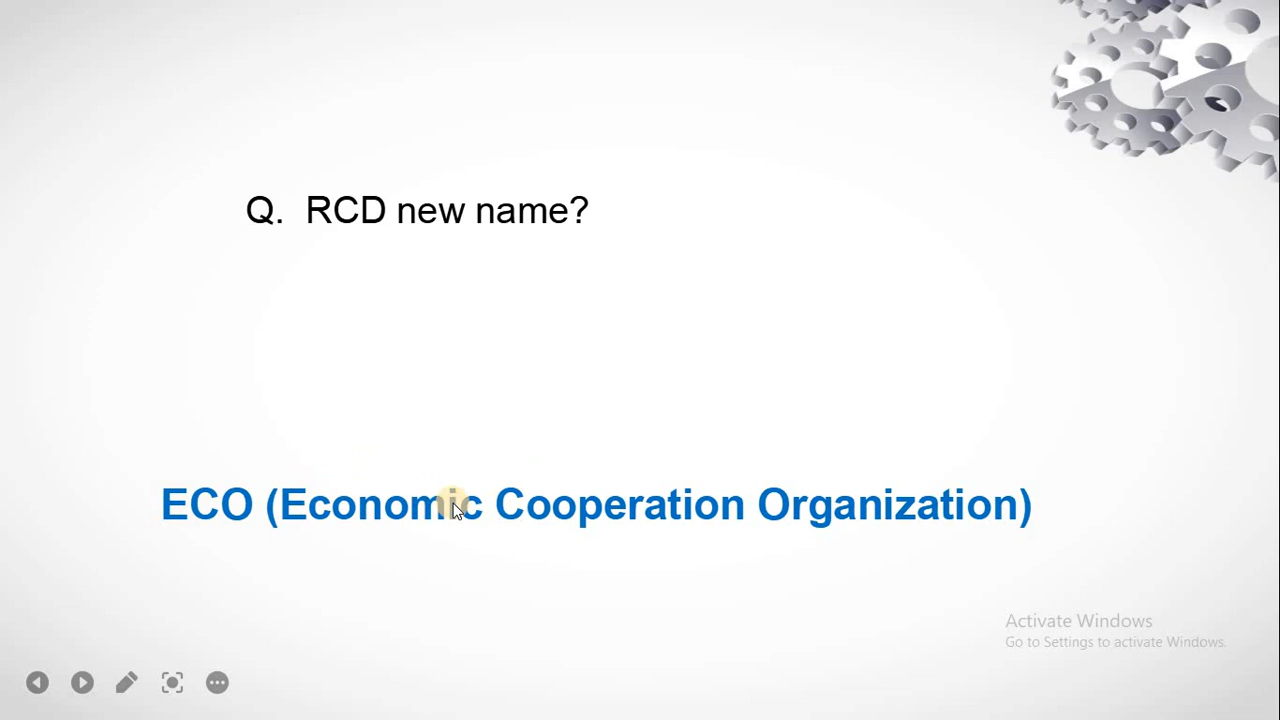 Q. RCD new name?
ECO (Economic Cooperation Organization)
Activate Windows
Go to Settings to activate Windows.